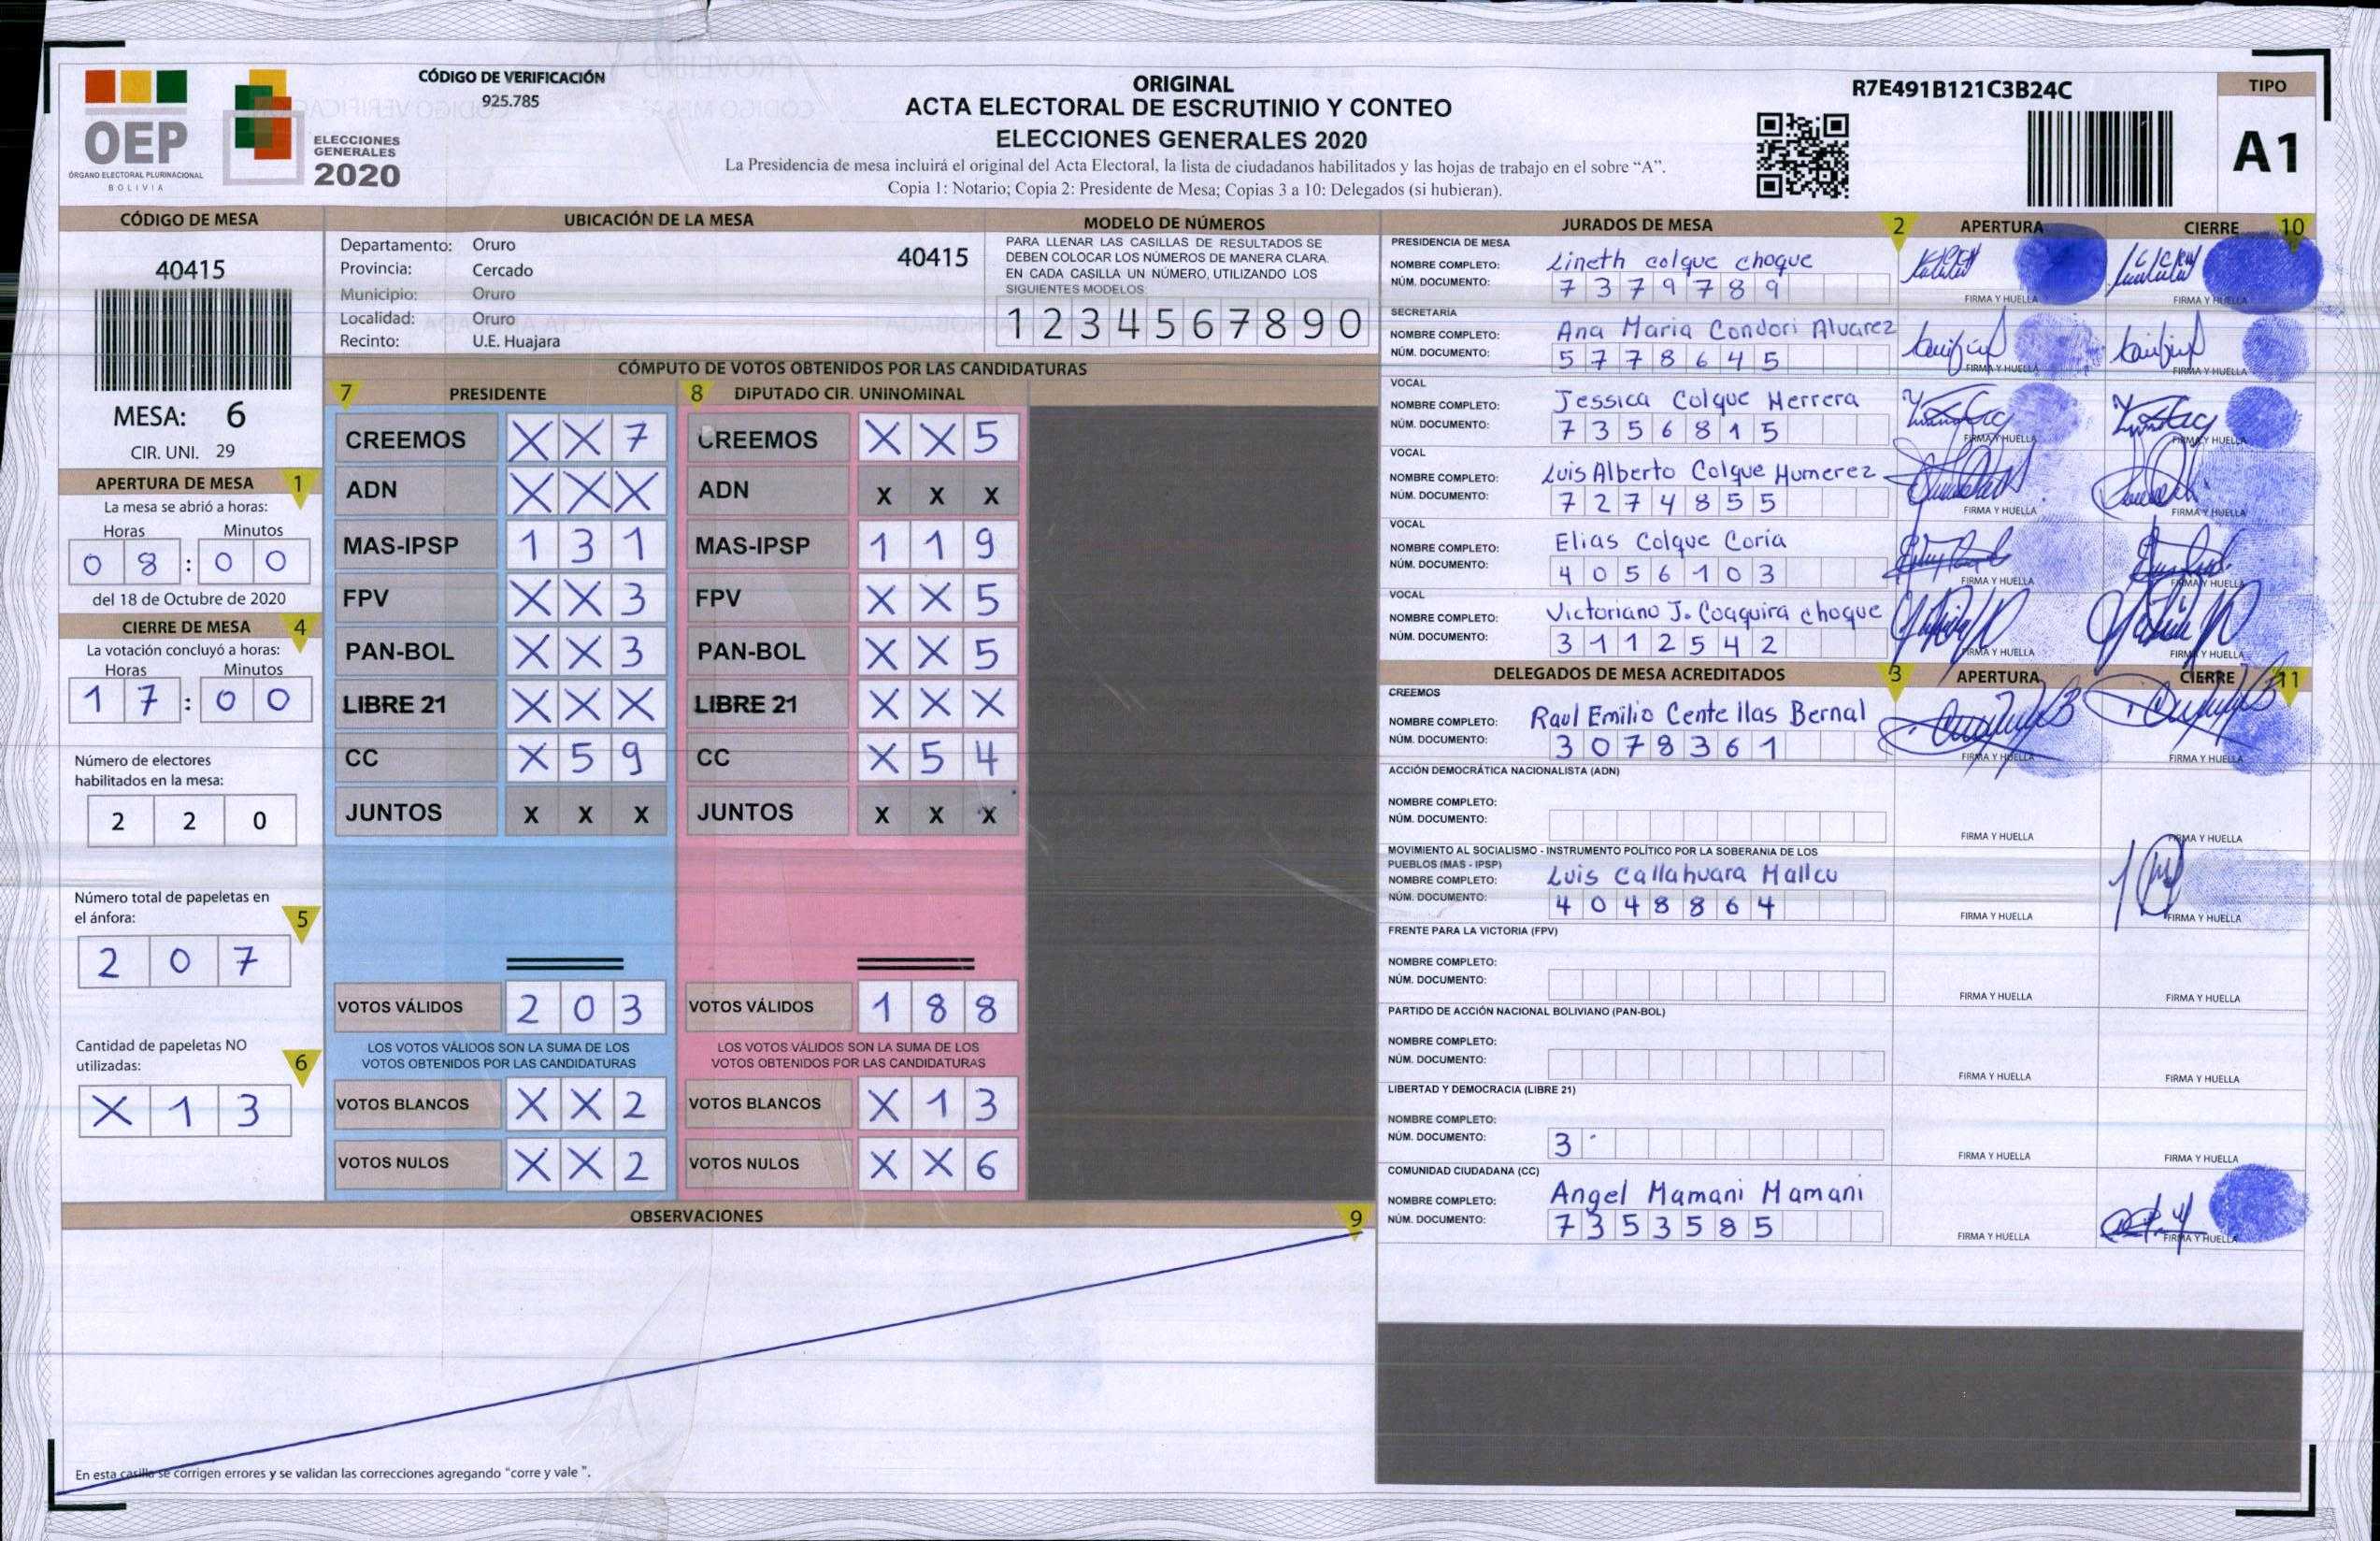 OEP
ÓRGANO ELECTORAL PLURINACIONAL
BOLIVIA
ELECCIONES
GENERALES
2020
CÓDIGO DE VERIFICACIÓN
925.785
ORIGINAL
ACTA ELECTORAL DE ESCRUTINIO Y CONTEO
ELECCIONES GENERALES 2020
La Presidencia de mesa incluirá el original del Acta Electoral, la lista de ciudadanos habilitados y las hojas de trabajo en el sobre “A”.
Copia 1: Notario; Copia 2: Presidente de Mesa; Copias 3 a 10: Delegados (si hubieran).
R7E491B121C3B24C
TIPO
A1
CÓDIGO DE MESA
40415
MESA: 6
CIR. UNI. 29
APERTURA DE MESA 1
La mesa se abrió a horas:
Horas Minutos
0 8 : 0 0
del 18 de Octubre de 2020
CIERRE DE MESA 4
La votación concluyó a horas:
Horas Minutos
1 7 : 0 0
Número de electores
habilitados en la mesa:
2 2 0
Número total de papeletas en
el ánfora: 5
2 0 7
Cantidad de papeletas NO
utilizadas: 6
X 1 3
UBICACIÓN DE LA MESA
Departamento: Oruro 40415
Provincia: Cercado
Municipio: Oruro
Localidad: Oruro
Recinto: U.E. Huajara
MODELO DE NÚMEROS
PARA LLENAR LAS CASILLAS DE RESULTADOS SE
DEBEN COLOCAR LOS NÚMEROS DE MANERA CLARA.
EN CADA CASILLA UN NÚMERO, UTILIZANDO LOS
SIGUIENTES MODELOS:
1 2 3 4 5 6 7 8 9 0
CÓMPUTO DE VOTOS OBTENIDOS POR LAS CANDIDATURAS
7 PRESIDENTE
CREEMOS X X 7
ADN X X X
MAS-IPSP 1 3 1
FPV X X 3
PAN-BOL X X 3
LIBRE 21 X X X
CC X 5 9
JUNTOS X X X
VOTOS VÁLIDOS 2 0 3
LOS VOTOS VÁLIDOS SON LA SUMA DE LOS
VOTOS OBTENIDOS POR LAS CANDIDATURAS
VOTOS BLANCOS X X 2
VOTOS NULOS X X 2
8 DIPUTADO CIR. UNINOMINAL
CREEMOS X X 5
ADN X X X
MAS-IPSP 1 1 9
FPV X X 5
PAN-BOL X X 5
LIBRE 21 X X X
CC X 5 4
JUNTOS X X X
VOTOS VÁLIDOS 1 8 8
LOS VOTOS VÁLIDOS SON LA SUMA DE LOS
VOTOS OBTENIDOS POR LAS CANDIDATURAS
VOTOS BLANCOS X 1 3
VOTOS NULOS X X 6
OBSERVACIONES 9
En esta casilla se corrigen errores y se validan las correcciones agregando “corre y vale ”.
JURADOS DE MESA 2 APERTURA CIERRE 10
PRESIDENCIA DE MESA
NOMBRE COMPLETO: Lineth colque choque
NÚM. DOCUMENTO: 7 3 7 9 7 8 9
FIRMA Y HUELLA FIRMA Y HUELLA
SECRETARÍA
NOMBRE COMPLETO: Ana Maria Condori Alvarez
NÚM. DOCUMENTO: 5 7 7 8 6 4 5
FIRMA Y HUELLA FIRMA Y HUELLA
VOCAL
NOMBRE COMPLETO: Jessica Colque Herrera
NÚM. DOCUMENTO: 7 3 5 6 8 1 5
FIRMA Y HUELLA FIRMA Y HUELLA
VOCAL
NOMBRE COMPLETO: Luis Alberto Colque Humerez
NÚM. DOCUMENTO: 7 2 7 4 8 5 5
FIRMA Y HUELLA FIRMA Y HUELLA
VOCAL
NOMBRE COMPLETO: Elias Colque Coria
NÚM. DOCUMENTO: 4 0 5 6 1 0 3
FIRMA Y HUELLA FIRMA Y HUELLA
VOCAL
NOMBRE COMPLETO: Victoriano J. Coaquira choque
NÚM. DOCUMENTO: 3 1 1 2 5 4 2
FIRMA Y HUELLA FIRMA Y HUELLA
DELEGADOS DE MESA ACREDITADOS 3 APERTURA CIERRE 11
CREEMOS
NOMBRE COMPLETO: Raul Emilio Centellas Bernal
NÚM. DOCUMENTO: 3 0 7 8 3 6 1
FIRMA Y HUELLA FIRMA Y HUELLA
ACCIÓN DEMOCRÁTICA NACIONALISTA (ADN)
NOMBRE COMPLETO:
NÚM. DOCUMENTO:
FIRMA Y HUELLA FIRMA Y HUELLA
MOVIMIENTO AL SOCIALISMO - INSTRUMENTO POLÍTICO POR LA SOBERANIA DE LOS
PUEBLOS (MAS - IPSP)
NOMBRE COMPLETO: Luis Callahuara Mallcu
NÚM. DOCUMENTO: 4 0 4 8 8 6 4
FIRMA Y HUELLA FIRMA Y HUELLA
FRENTE PARA LA VICTORIA (FPV)
NOMBRE COMPLETO:
NÚM. DOCUMENTO:
FIRMA Y HUELLA FIRMA Y HUELLA
PARTIDO DE ACCIÓN NACIONAL BOLIVIANO (PAN-BOL)
NOMBRE COMPLETO:
NÚM. DOCUMENTO:
FIRMA Y HUELLA FIRMA Y HUELLA
LIBERTAD Y DEMOCRACIA (LIBRE 21)
NOMBRE COMPLETO:
NÚM. DOCUMENTO: 3
FIRMA Y HUELLA FIRMA Y HUELLA
COMUNIDAD CIUDADANA (CC)
NOMBRE COMPLETO: Angel Mamani Mamani
NÚM. DOCUMENTO: 7 3 5 3 5 8 5
FIRMA Y HUELLA FIRMA Y HUELLA